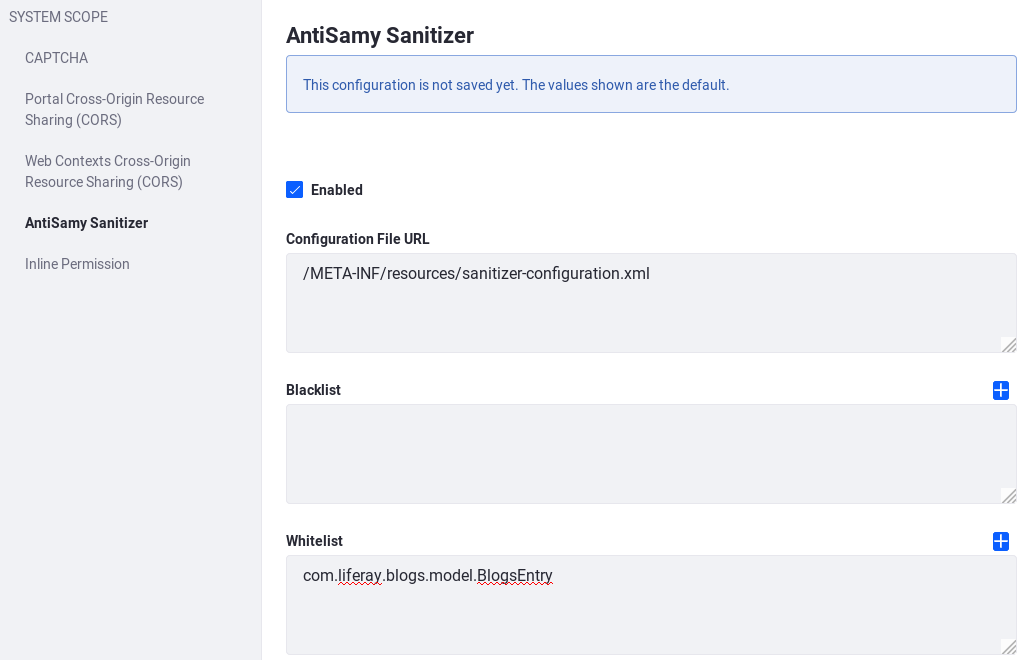 SYSTEM SCOPE
CAPTCHA
Portal Cross-Origin Resource
Sharing (CORS)
Web Contexts Cross-Origin
Resource Sharing (CORS)
AntiSamy Sanitizer
Inline Permission
AntiSamy Sanitizer
This configuration is not saved yet. The values shown are the default.
Enabled
Configuration File URL
/META-INF/resources/sanitizer-configuration.xml
Blacklist
Whitelist
com.liferay.blogs.model.BlogsEntry